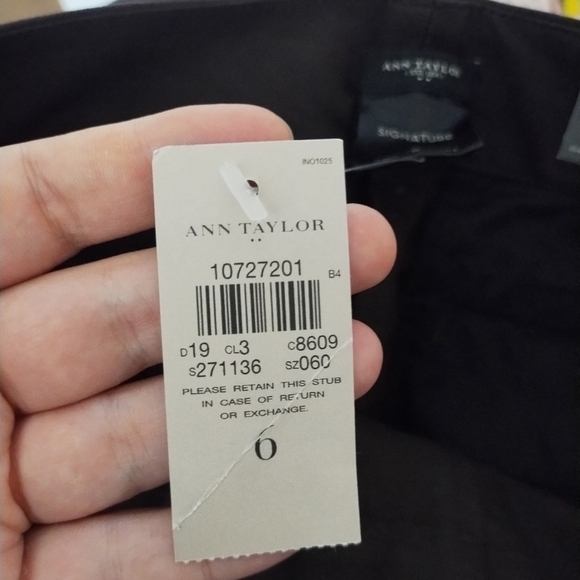 ANN TAYLOR
SIGNATURE
INO1025
ANN TAYLOR
10727201 B4
D19 CL3 C8609
S271136 SZ060
PLEASE RETAIN THIS STUB
IN CASE OF RETURN
OR EXCHANGE.
6